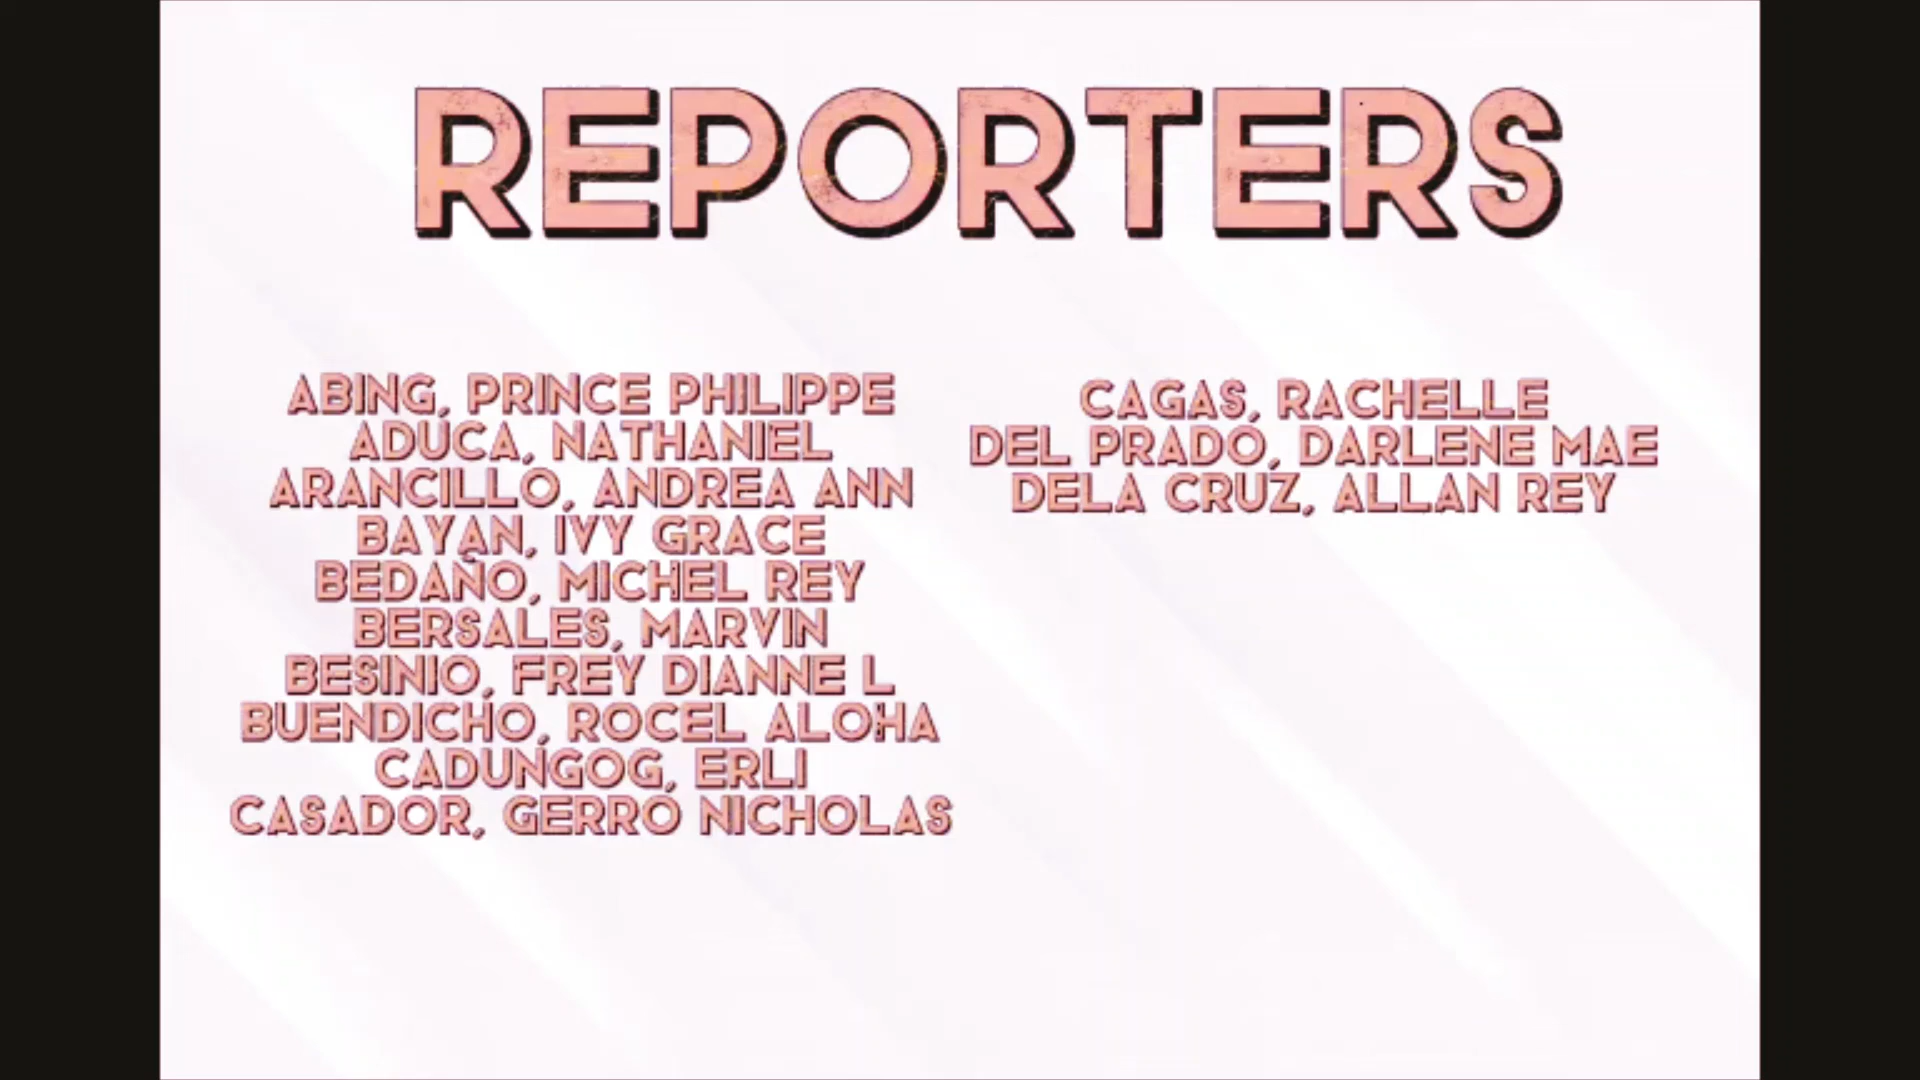 REPORTERS
ABING, PRINCE PHILIPPE
ADUCA, NATHANIEL
ARANCILLO, ANDREA ANN
BAYAN, IVY GRACE
BEDAÑO, MICHEL REY
BERSALES, MARVIN
BESINIO, FREY DIANNE L
BUENDICHO, ROCEL ALOHA
CADUNGOG, ERLI
CASADOR, GERRO NICHOLAS
CAGAS, RACHELLE
DEL PRADO, DARLENE MAE
DELA CRUZ, ALLAN REY